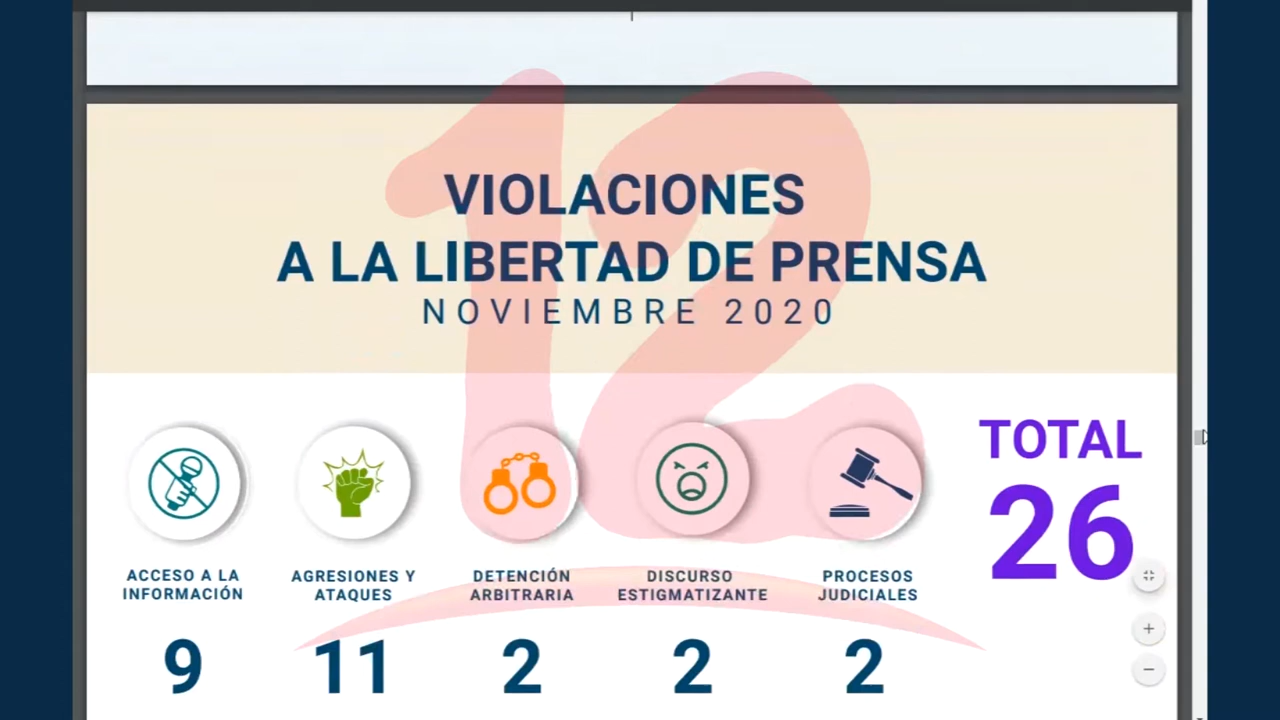 VIOLACIONES
A LA LIBERTAD DE PRENSA
NOVIEMBRE 2020
12
TOTAL
26
ACCESO A LA
INFORMACIÓN
9
AGRESIONES Y
ATAQUES
11
DETENCIÓN
ARBITRARIA
2
DISCURSO
ESTIGMATIZANTE
2
PROCESOS
JUDICIALES
2